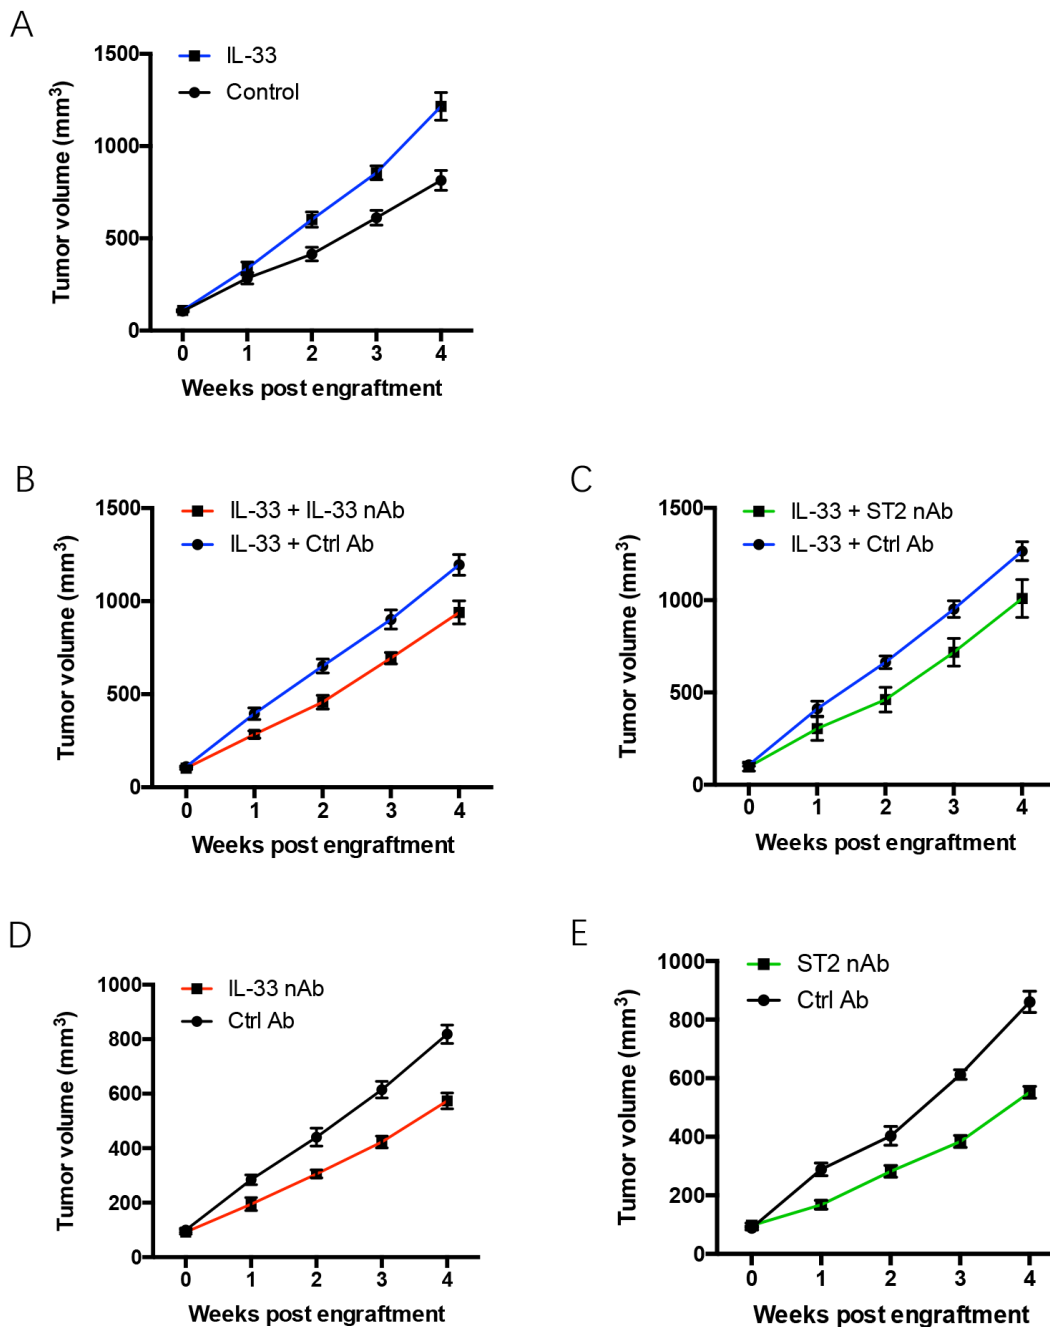 A
IL-33
Control
Tumor volume (mm³)
1500
1000
500
0
0 1 2 3 4
Weeks post engraftment
B
IL-33 + IL-33 nAb
IL-33 + Ctrl Ab
Tumor volume (mm³)
1500
1000
500
0
0 1 2 3 4
Weeks post engraftment
C
IL-33 + ST2 nAb
IL-33 + Ctrl Ab
Tumor volume (mm³)
1500
1000
500
0
0 1 2 3 4
Weeks post engraftment
D
IL-33 nAb
Ctrl Ab
Tumor volume (mm³)
1000
800
600
400
200
0
0 1 2 3 4
Weeks post engraftment
E
ST2 nAb
Ctrl Ab
Tumor volume (mm³)
1000
800
600
400
200
0
0 1 2 3 4
Weeks post engraftment